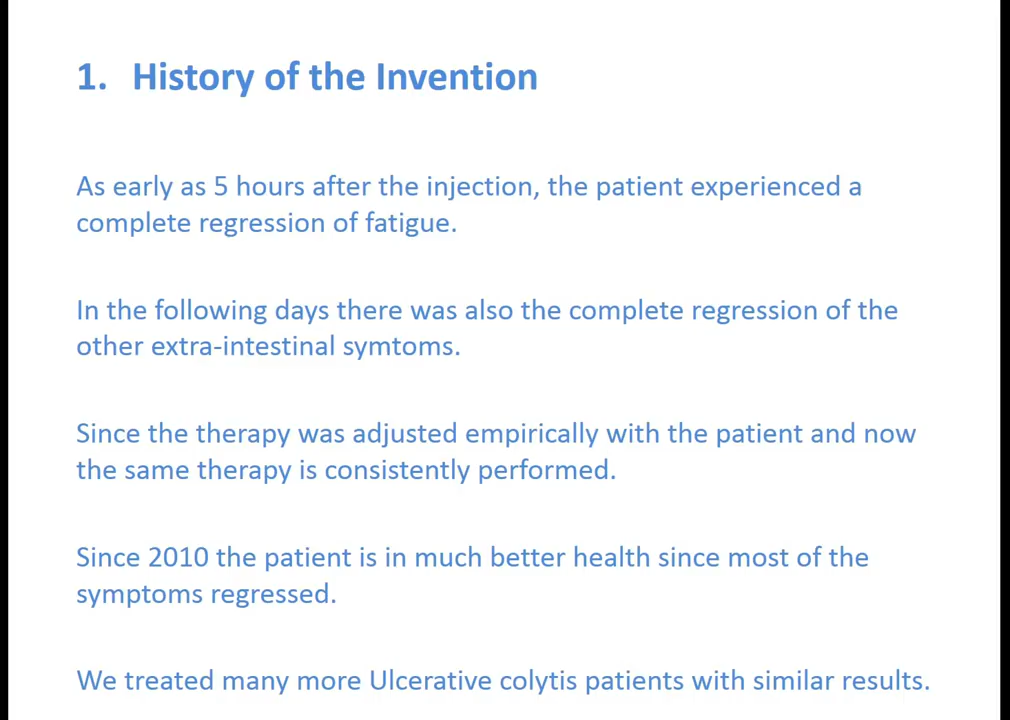 1. History of the Invention
As early as 5 hours after the injection, the patient experienced a
complete regression of fatigue.
In the following days there was also the complete regression of the
other extra-intestinal symtoms.
Since the therapy was adjusted empirically with the patient and now
the same therapy is consistently performed.
Since 2010 the patient is in much better health since most of the
symptoms regressed.
We treated many more Ulcerative colytis patients with similar results.